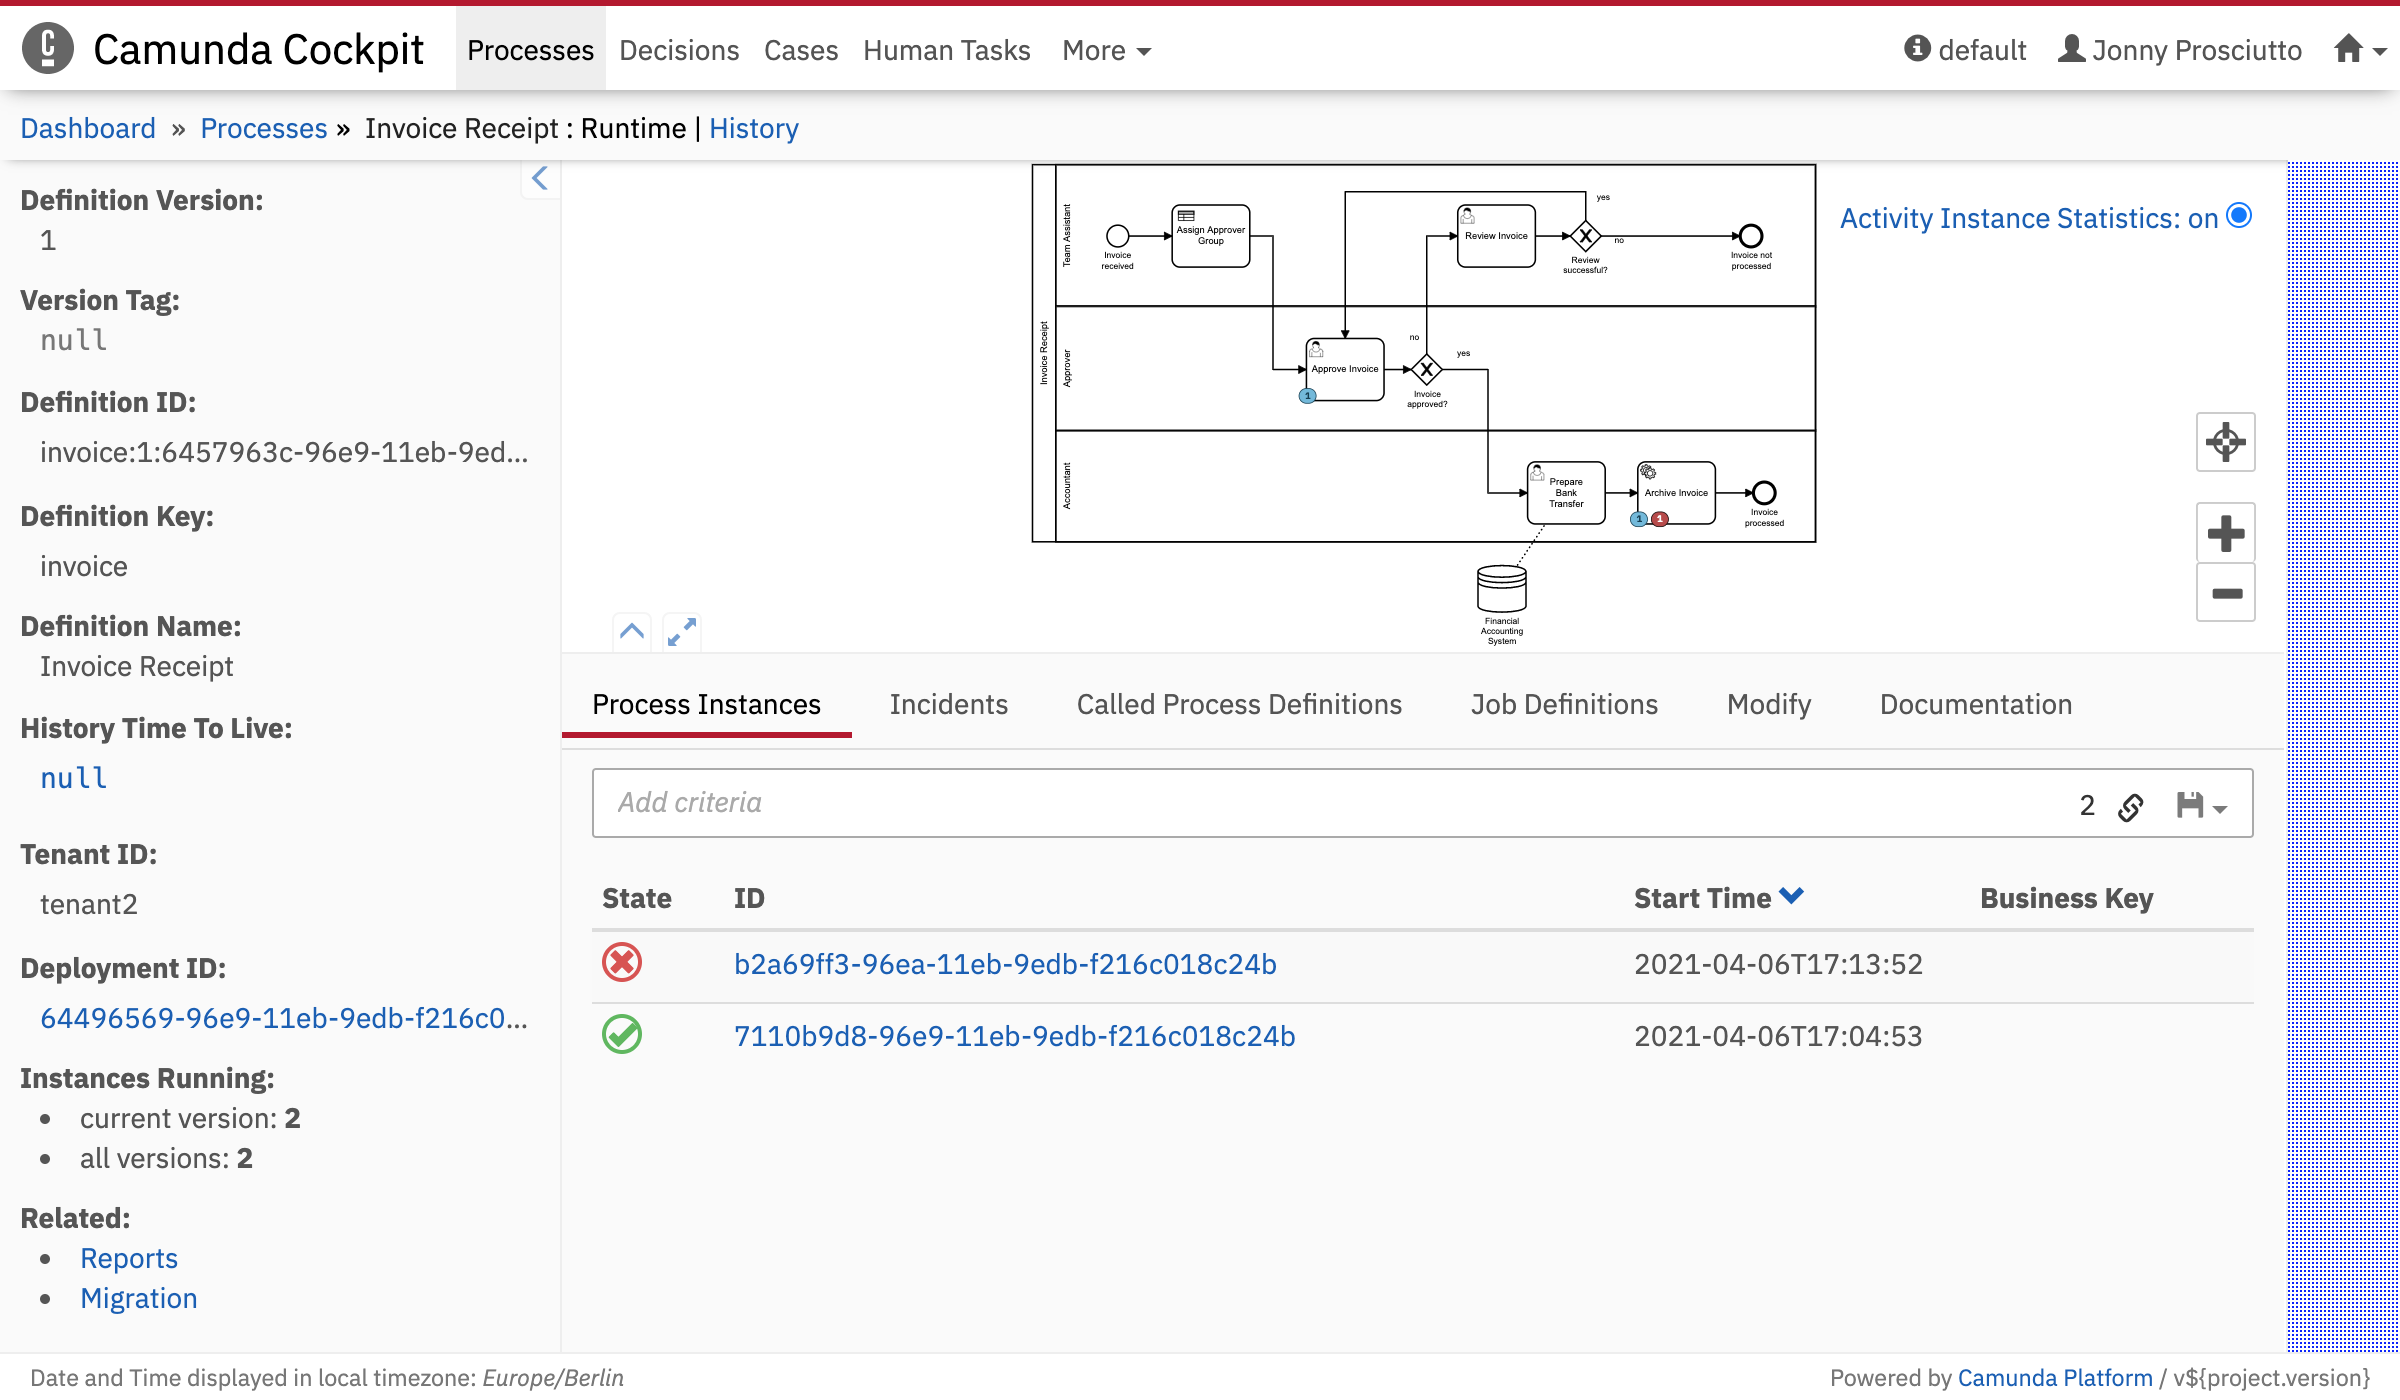 Camunda Cockpit Processes Decisions Cases Human Tasks More default Jonny Prosciutto
Dashboard » Processes » Invoice Receipt : Runtime | History
Definition Version:
1
Version Tag:
null
Definition ID:
invoice:1:6457963c-96e9-11eb-9ed...
Definition Key:
invoice
Definition Name:
Invoice Receipt
History Time To Live:
null
Tenant ID:
tenant2
Deployment ID:
64496569-96e9-11eb-9edb-f216c0...
Instances Running:
current version: 2
all versions: 2
Related:
Reports
Migration
Invoice Receipt
Team Assistant
Invoice
received
Assign Approver
Group
Review Invoice
yes
no
Review
successful?
Invoice not
processed
Approver
Approve Invoice
1
no
yes
Invoice
approved?
Accountant
Prepare
Bank
Transfer
Archive Invoice
1 1
Invoice
processed
Financial
Accounting
System
Activity Instance Statistics: on
Process Instances Incidents Called Process Definitions Job Definitions Modify Documentation
Add criteria 2
State ID Start Time Business Key
b2a69ff3-96ea-11eb-9edb-f216c018c24b 2021-04-06T17:13:52
7110b9d8-96e9-11eb-9edb-f216c018c24b 2021-04-06T17:04:53
Date and Time displayed in local timezone: Europe/Berlin
Powered by Camunda Platform / v${project.version}